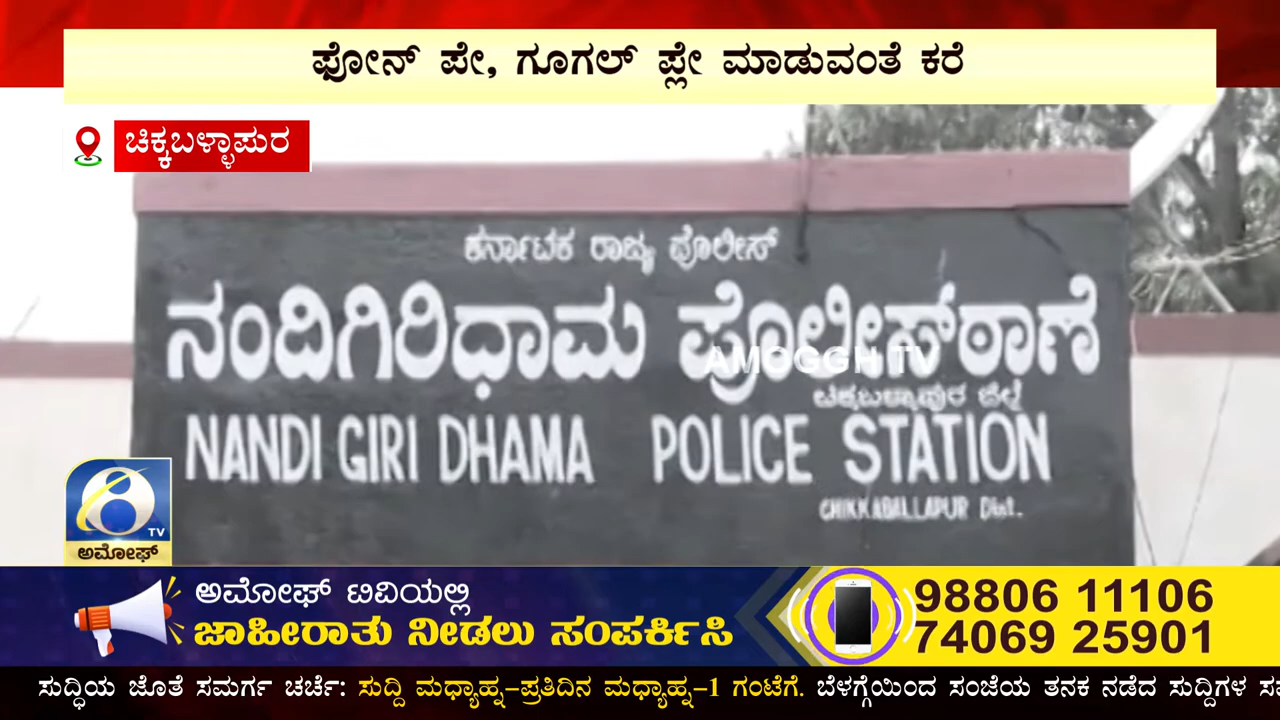 ಫೋನ್ ಪೇ, ಗೂಗಲ್ ಪ್ಲೇ ಮಾಡುವಂತೆ ಕರೆ
ಚಿಕ್ಕಬಳ್ಳಾಪುರ
ಕರ್ನಾಟಕ ರಾಜ್ಯ ಪೊಲೀಸ್
ನಂದಿಗಿರಿಧಾಮ ಪೊಲೀಸ್ ಠಾಣೆ
AMOGGH TV
ಚಿಕ್ಕಬಳ್ಳಾಪುರ ಜಿಲ್ಲೆ
NANDI GIRI DHAMA POLICE STATION
CHIKKABALLAPUR Dist.
TV
ಅಮೋಘ್
ಅಮೋಘ್ ಟಿವಿಯಲ್ಲಿ
ಜಾಹೀರಾತು ನೀಡಲು ಸಂಪರ್ಕಿಸಿ
98806 11106
74069 25901
ಸುದ್ಧಿಯ ಜೊತೆ ಸಮರ್ಗ ಚರ್ಚೆ: ಸುದ್ದಿ ಮಧ್ಯಾಹ್ನ-ಪ್ರತಿದಿನ ಮಧ್ಯಾಹ್ನ-1 ಗಂಟೆಗೆ. ಬೆಳಗ್ಗೆಯಿಂದ ಸಂಜೆಯ ತನಕ ನಡೆದ ಸುದ್ದಿಗಳ